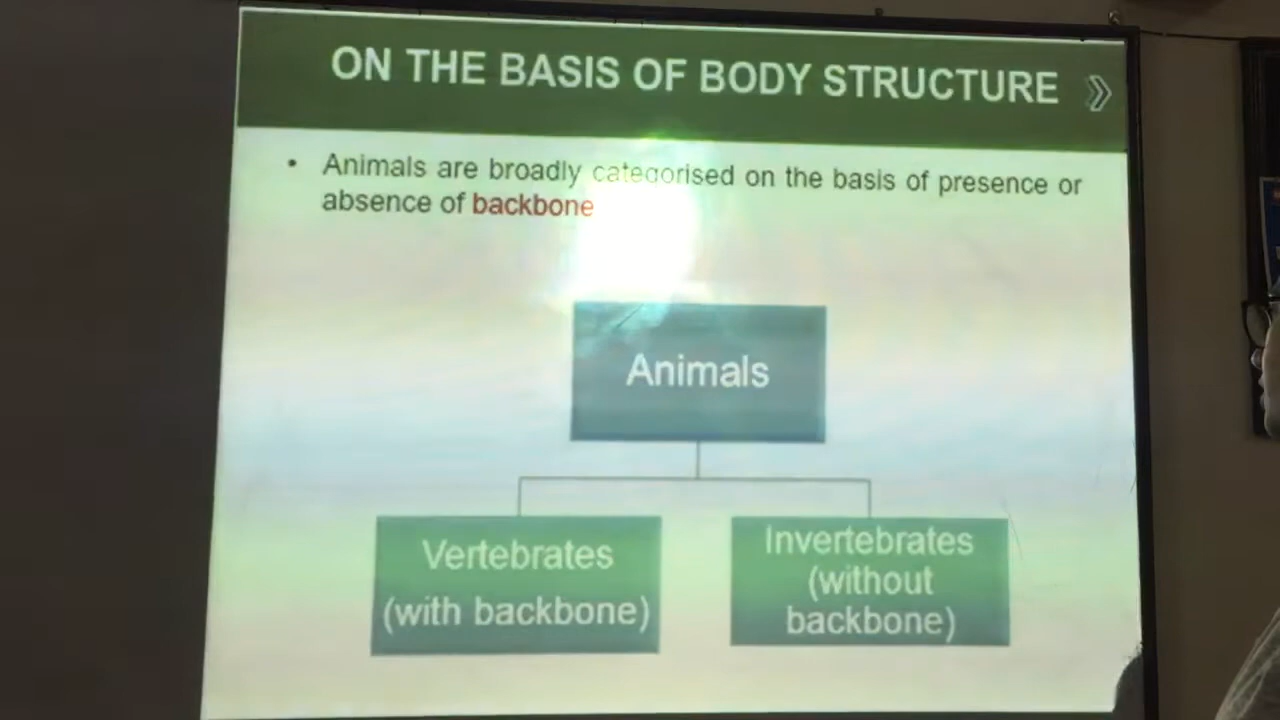 ON THE BASIS OF BODY STRUCTURE
• Animals are broadly categorised on the basis of presence or
absence of backbone
Animals
Vertebrates
(with backbone)
Invertebrates
(without
backbone)